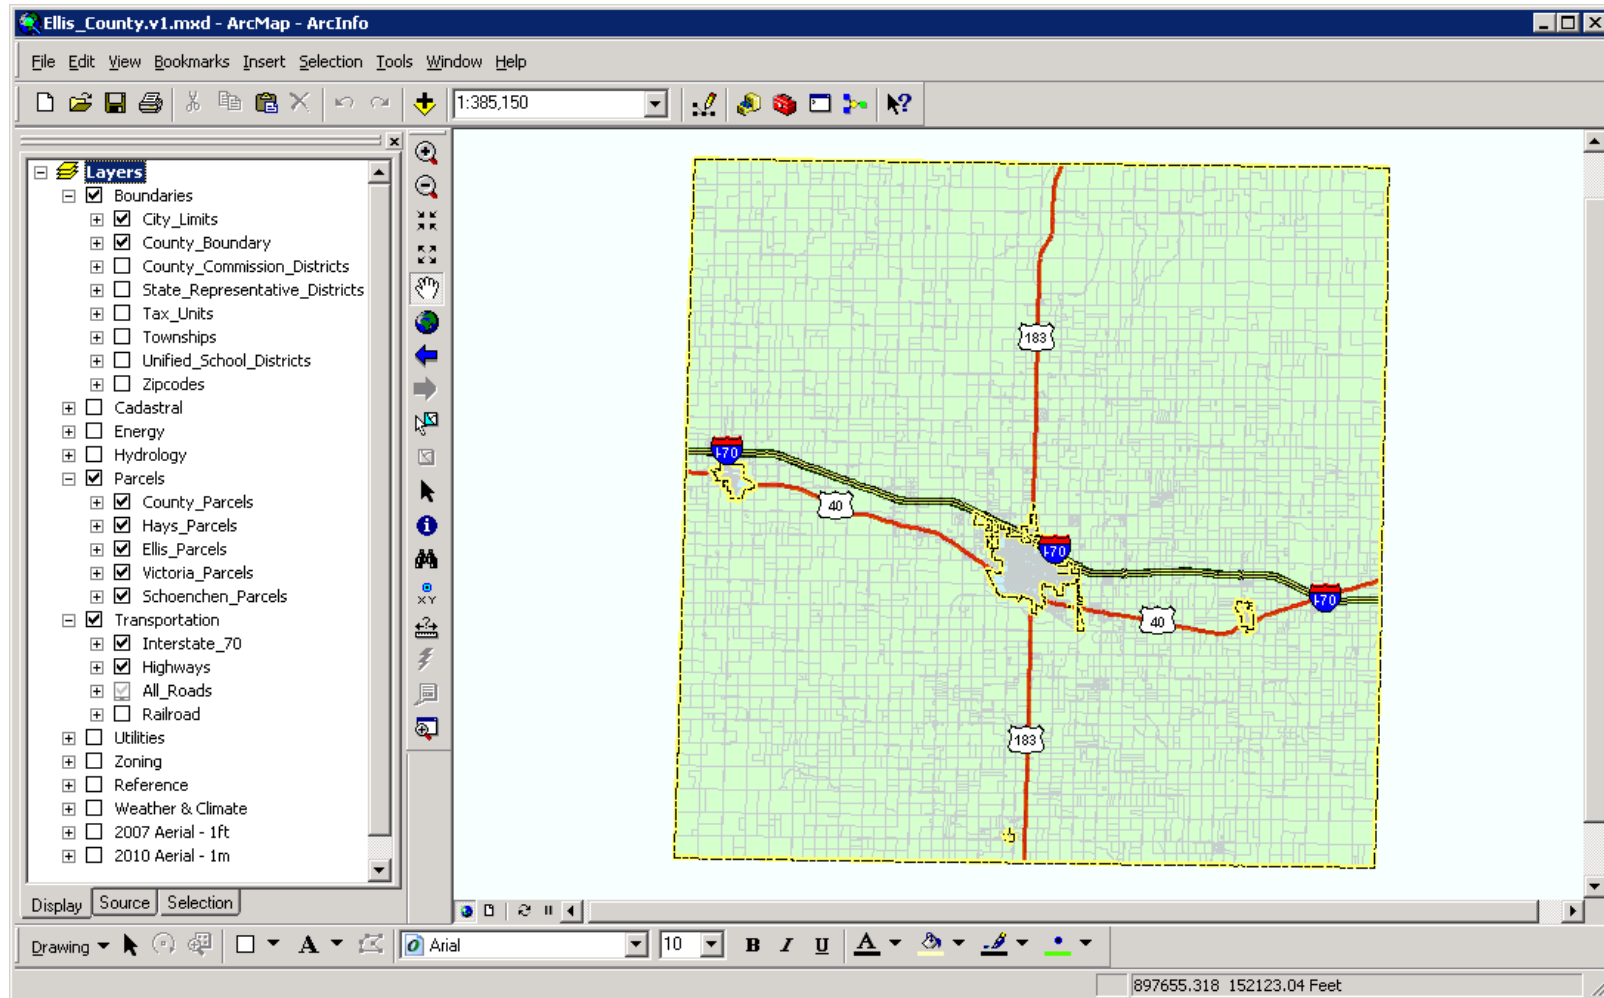 Ellis_County.v1.mxd - ArcMap - ArcInfo
File Edit View Bookmarks Insert Selection Tools Window Help
1:385,150
Layers
Boundaries
City_Limits
County_Boundary
County_Commission_Districts
State_Representative_Districts
Tax_Units
Townships
Unified_School_Districts
Zipcodes
Cadastral
Energy
Hydrology
Parcels
County_Parcels
Hays_Parcels
Ellis_Parcels
Victoria_Parcels
Schoenchen_Parcels
Transportation
Interstate_70
Highways
All_Roads
Railroad
Utilities
Zoning
Reference
Weather & Climate
2007 Aerial - 1ft
2010 Aerial - 1m
Display Source Selection
XY
183
I-70
40
I-70
I-70
40
183
Drawing A Arial 10 B I U A
897655.318 152123.04 Feet